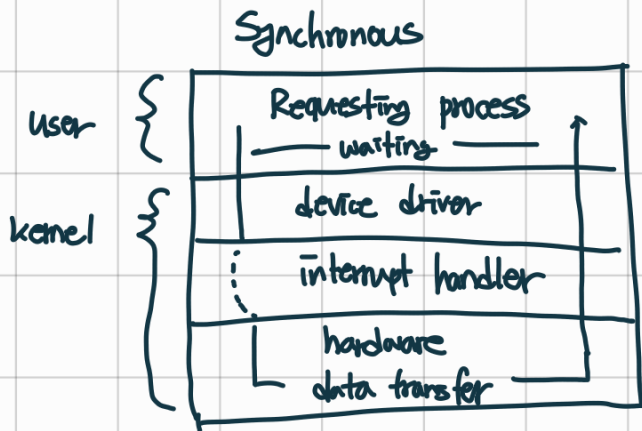 Synchronous
user
Requesting process
waiting
kernel
device driver
interrupt handler
hardware
data transfer